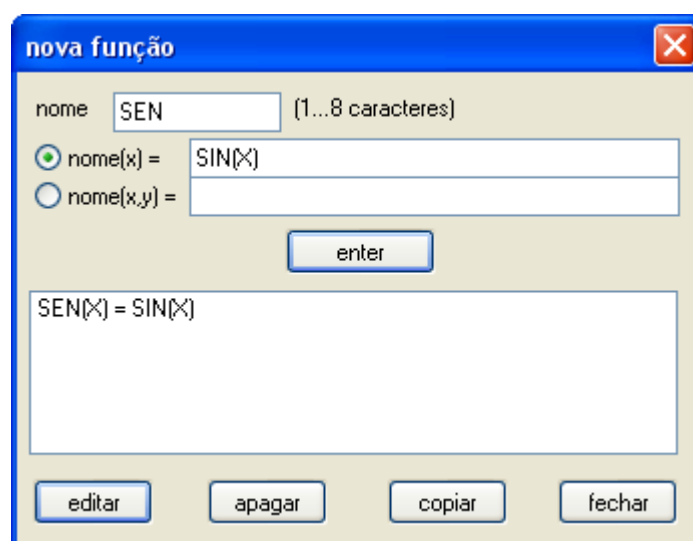 nova função
nome SEN (1...8 caracteres)
nome(x) = SIN(X)
nome(x,y) =
enter
SEN(X) = SIN(X)
editar apagar copiar fechar